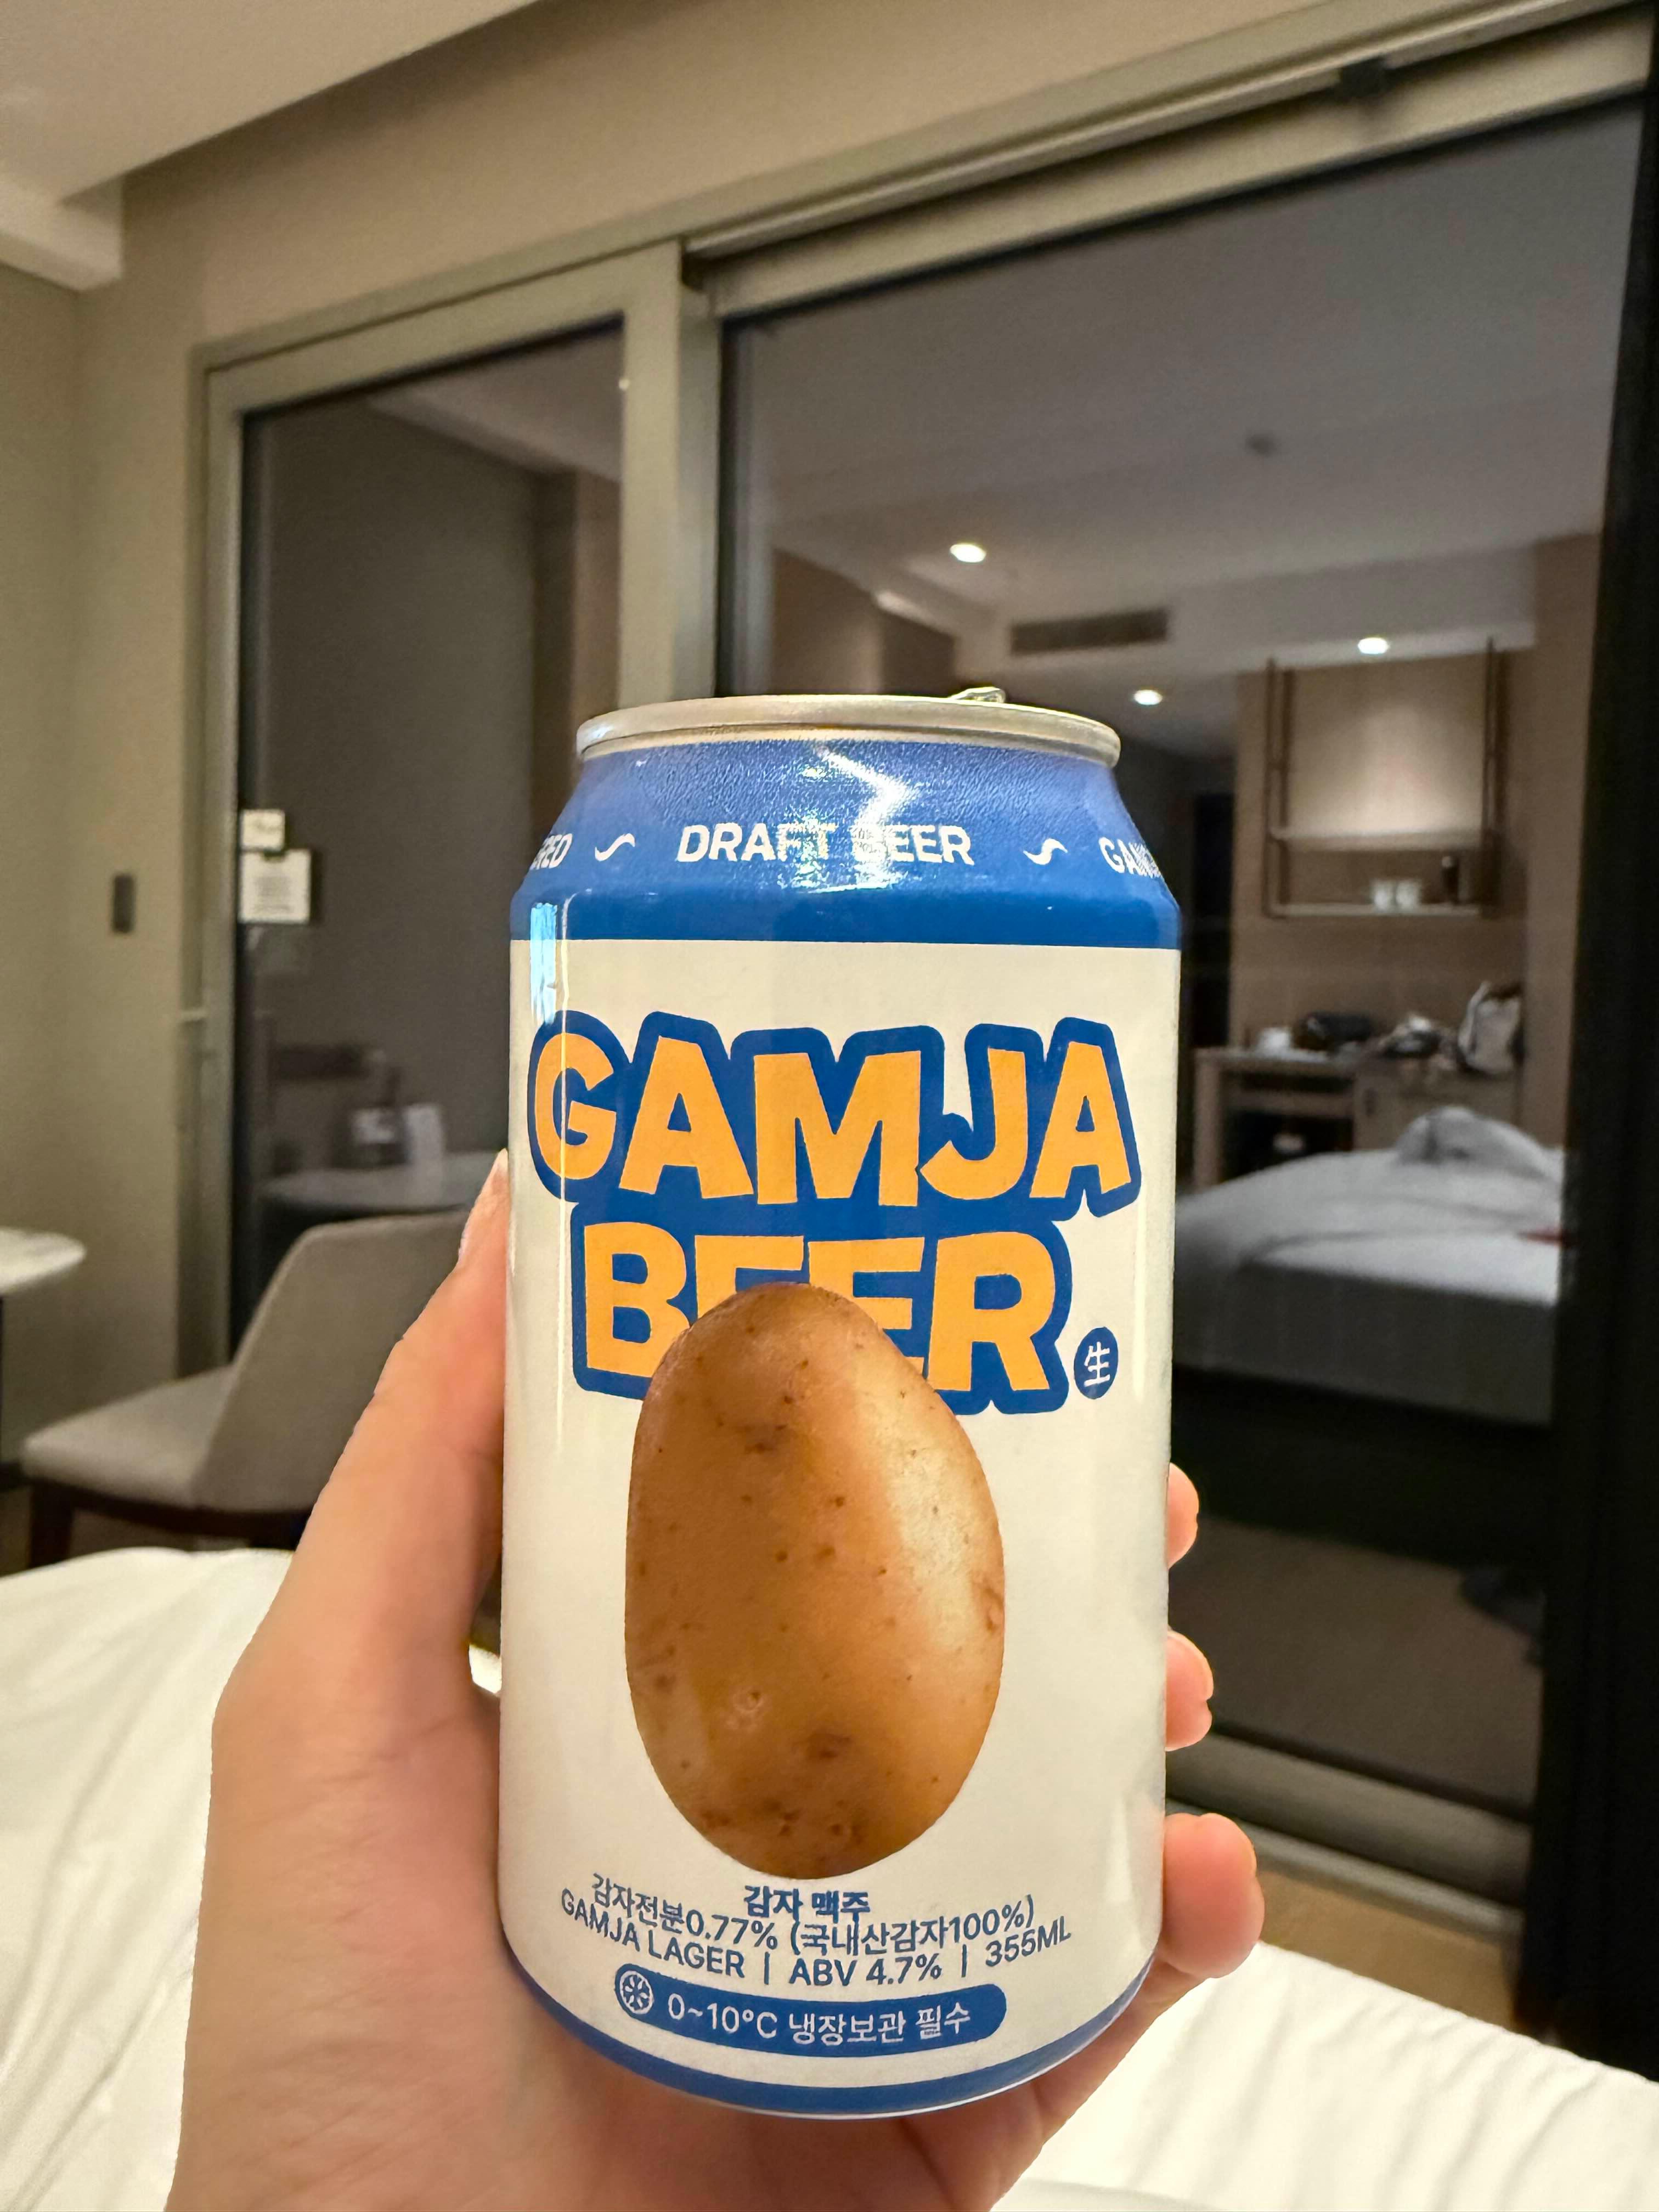 DRAFT BEER
GAMJA
BEER
生
감자 맥주
감자전분0.77% (국내산감자100%)
GAMJA LAGER | ABV 4.7% | 355ML
0~10°C 냉장보관 필수